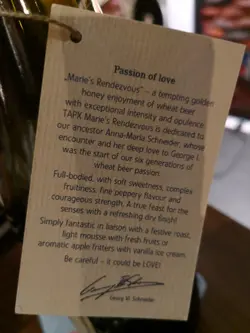 Passion of love
„Marie's Rendezvous" – a tempting golden
honey enjoyment of wheat beer
with exceptional intensity and opulence.
TAPX Marie's Rendezvous is dedicated to
our ancestor Anna-Maria Schneider, whose
encounter and her deep love to George I.
was the start of our six generations of
wheat beer passion.
Full-bodied, with soft sweetness, complex
fruitiness, fine peppery flavour and
courageous strength. A true feast for the
senses with a refreshing dry finish!
Simply fantastic in liaison with a festive roast,
light mousse with fresh fruits or
aromatic apple fritters with vanilla ice cream.
Be careful – it could be LOVE!
Georg VI. Schneider